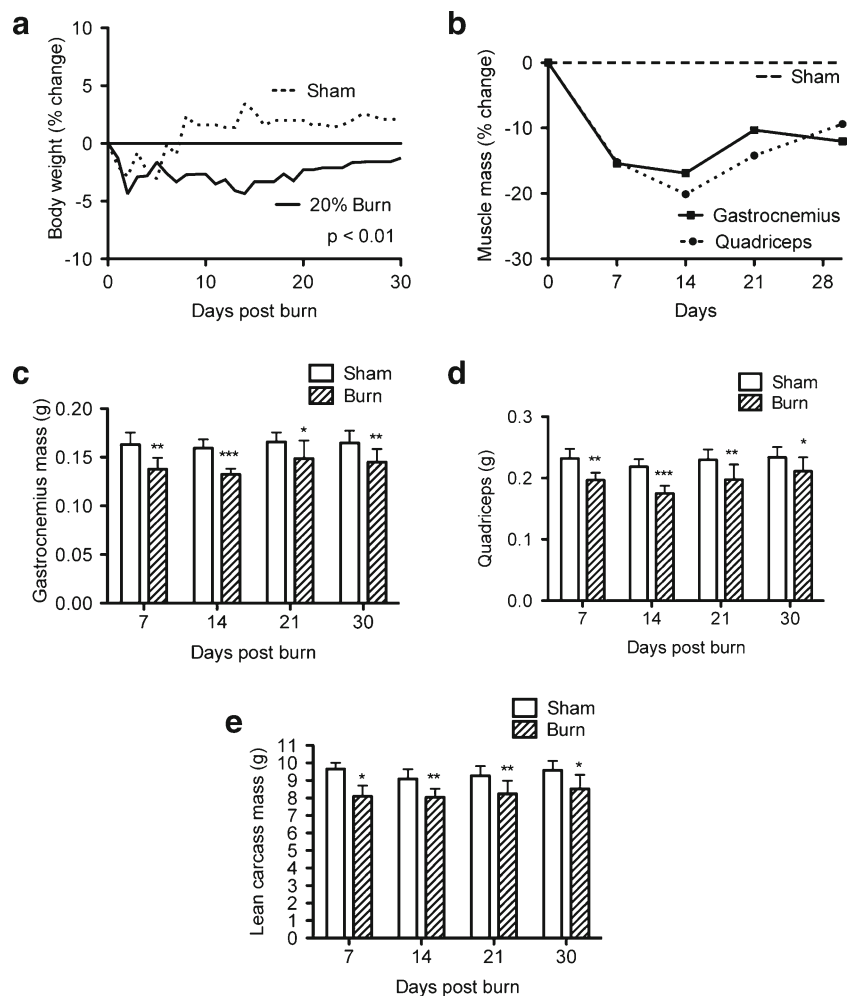 a
Body weight (% change)
10
5
0
-5
-10
Sham
20% Burn
p < 0.01
0 10 20 30
Days post burn
b
Muscle mass (% change)
0
-10
-20
-30
Sham
Gastrocnemius
Quadriceps
0 7 14 21 28
Days
c
Sham
Burn
Gastrocnemius mass (g)
0.20
0.15
0.10
0.05
0.00
** *** * **
7 14 21 30
Days post burn
d
Sham
Burn
Quadriceps (g)
0.3
0.2
0.1
0.0
** *** ** *
7 14 21 30
Days post burn
e
Sham
Burn
Lean carcass mass (g)
11
10
9
8
7
6
5
4
3
2
1
0
* ** ** *
7 14 21 30
Days post burn